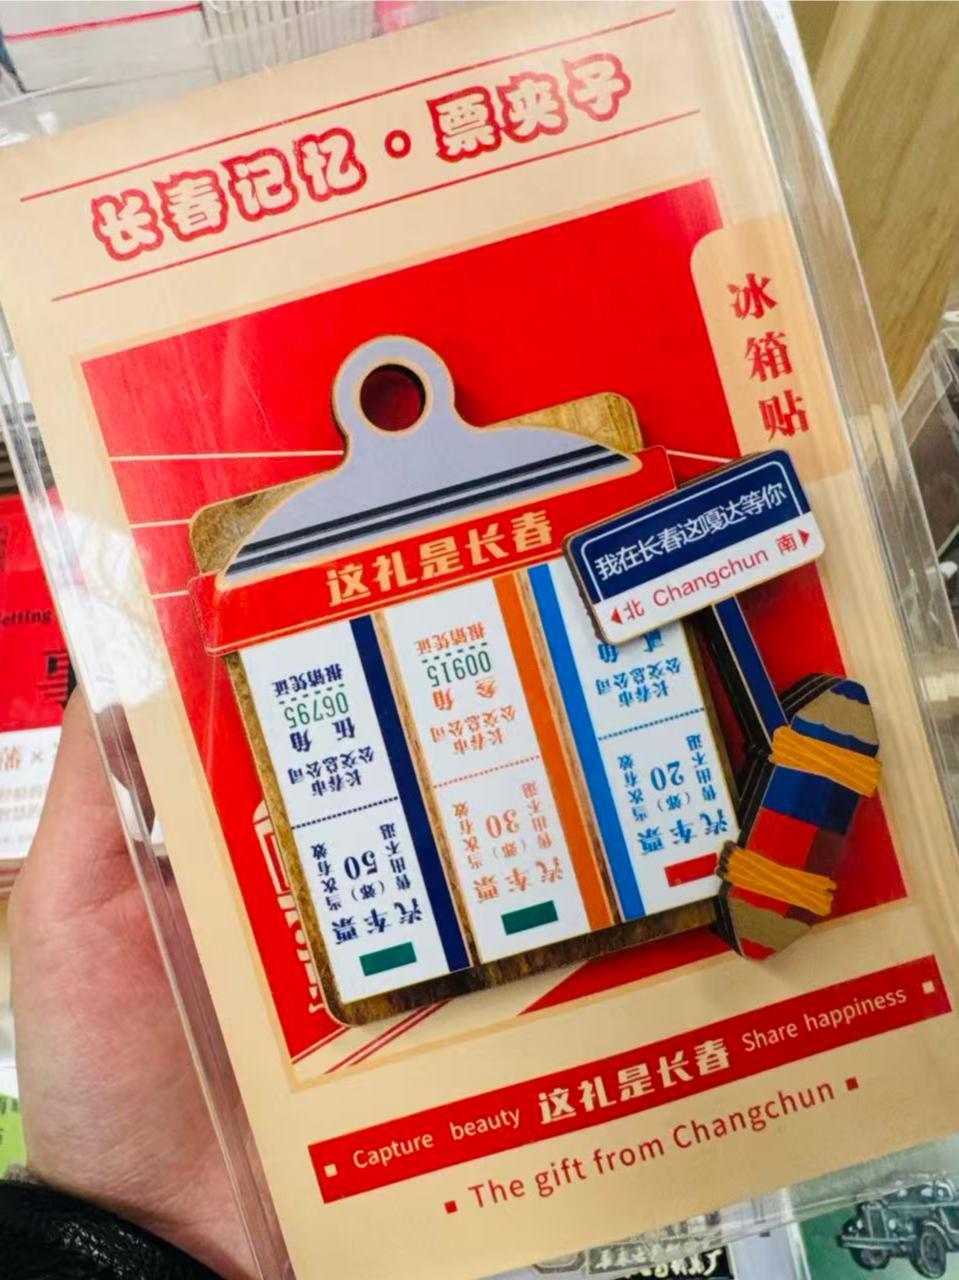 长春记忆·票夹子
冰箱贴
这礼是长春
我在长春这嘎达等你
北 Changchun 南
汽车票
当次有效
50
(郊)
售出不退
长春市
公交总公司
伍角
06795
报销凭证
汽车票
当次有效
30
(郊)
售出不退
长春市
公交总公司
叁角
00915
报销凭证
汽车票
当次有效
20
(郊)
售出不退
长春市
公交总公司
贰角
Capture beauty 这礼是长春 Share happiness
The gift from Changchun
etting